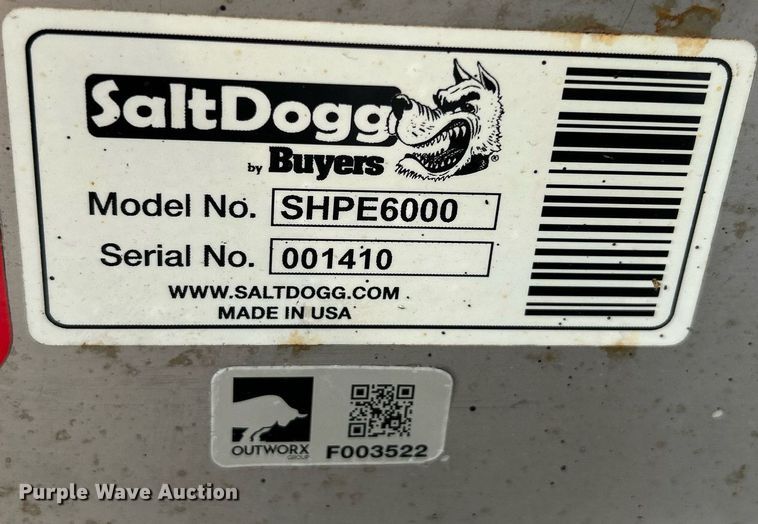 SaltDogg
by Buyers ®
Model No. SHPE6000
Serial No. 001410
WWW.SALTDOGG.COM
MADE IN USA
OUTWORX
GROUP
F003522
Purple Wave Auction